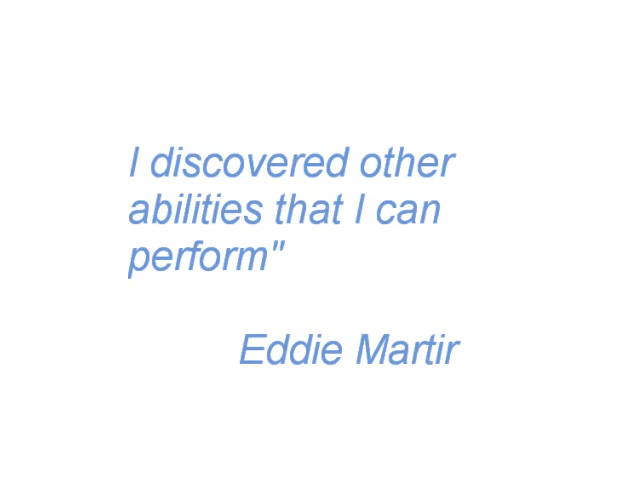 I discovered other
abilities that I can
perform"
Eddie Martir